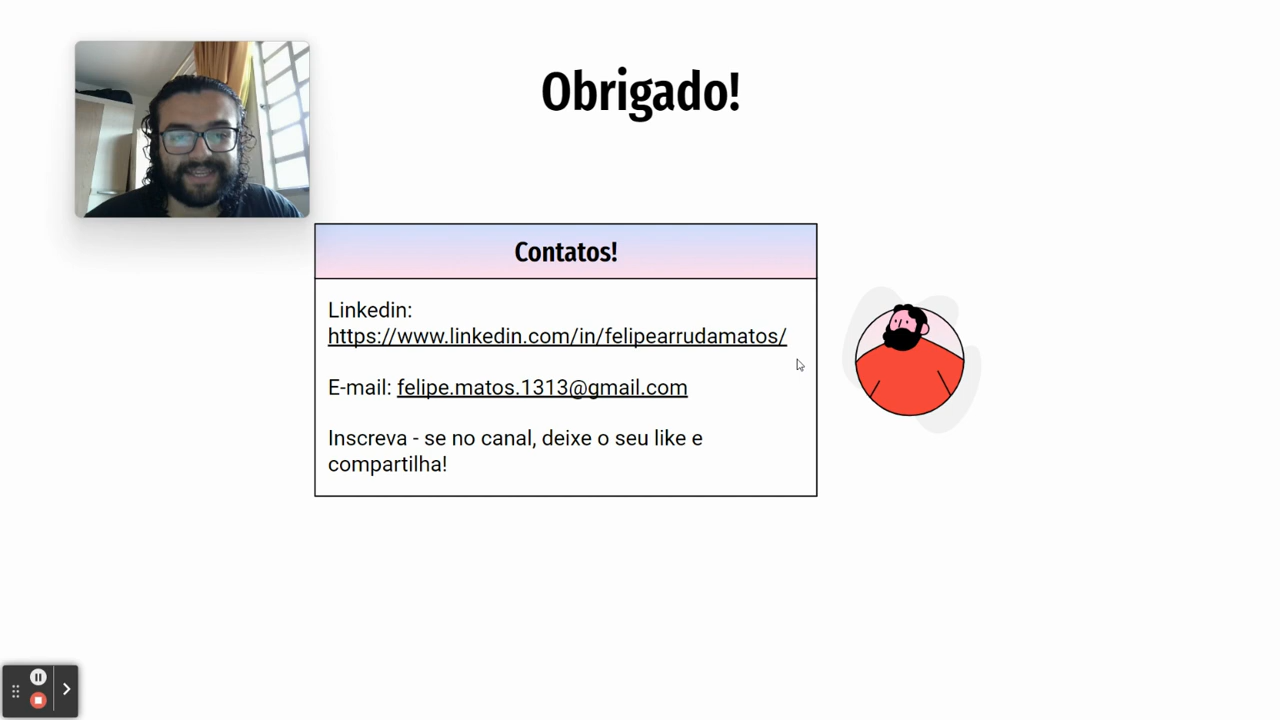 Obrigado!
Contatos!
Linkedin:
https://www.linkedin.com/in/felipearrudamatos/
E-mail: felipe.matos.1313@gmail.com
Inscreva - se no canal, deixe o seu like e
compartilha!